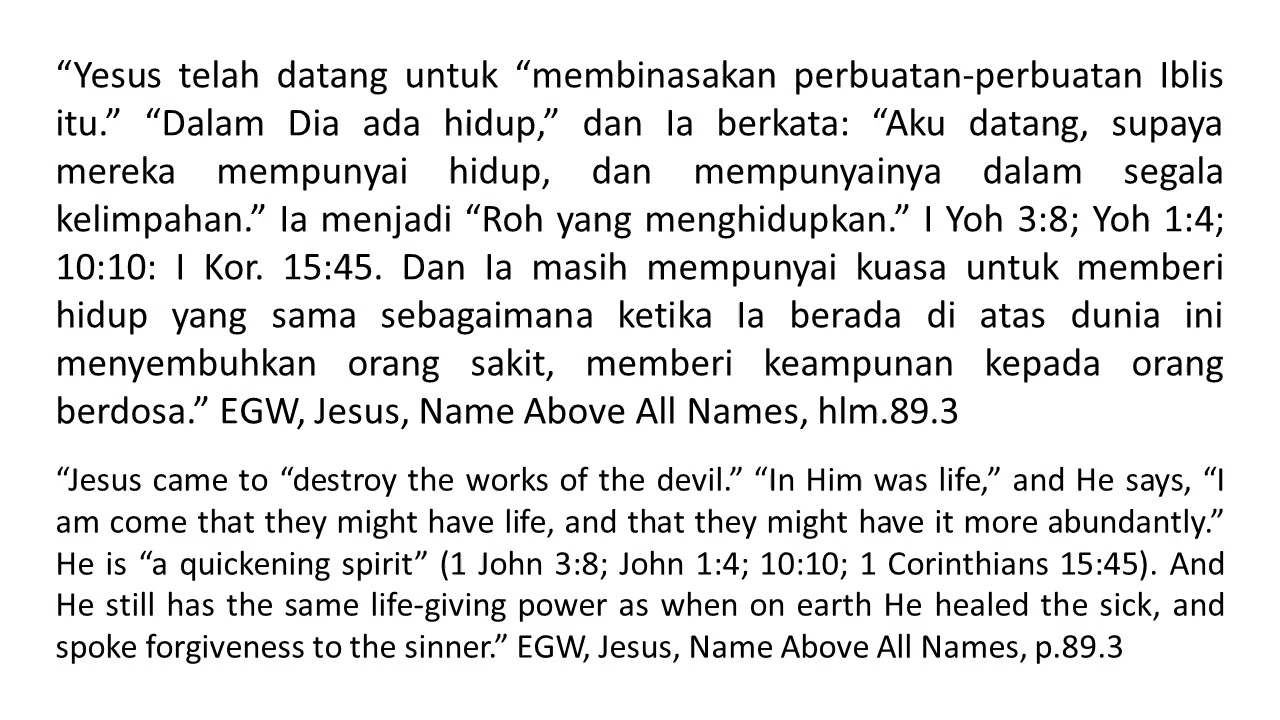 “Yesus telah datang untuk “membinasakan perbuatan-perbuatan Iblis
itu.” “Dalam Dia ada hidup,” dan Ia berkata: “Aku datang, supaya
mereka mempunyai hidup, dan mempunyainya dalam segala
kelimpahan.” Ia menjadi “Roh yang menghidupkan.” I Yoh 3:8; Yoh 1:4;
10:10: I Kor. 15:45. Dan Ia masih mempunyai kuasa untuk memberi
hidup yang sama sebagaimana ketika Ia berada di atas dunia ini
menyembuhkan orang sakit, memberi keampunan kepada orang
berdosa.” EGW, Jesus, Name Above All Names, hlm.89.3
“Jesus came to “destroy the works of the devil.” “In Him was life,” and He says, “I
am come that they might have life, and that they might have it more abundantly.”
He is “a quickening spirit” (1 John 3:8; John 1:4; 10:10; 1 Corinthians 15:45). And
He still has the same life-giving power as when on earth He healed the sick, and
spoke forgiveness to the sinner.” EGW, Jesus, Name Above All Names, p.89.3